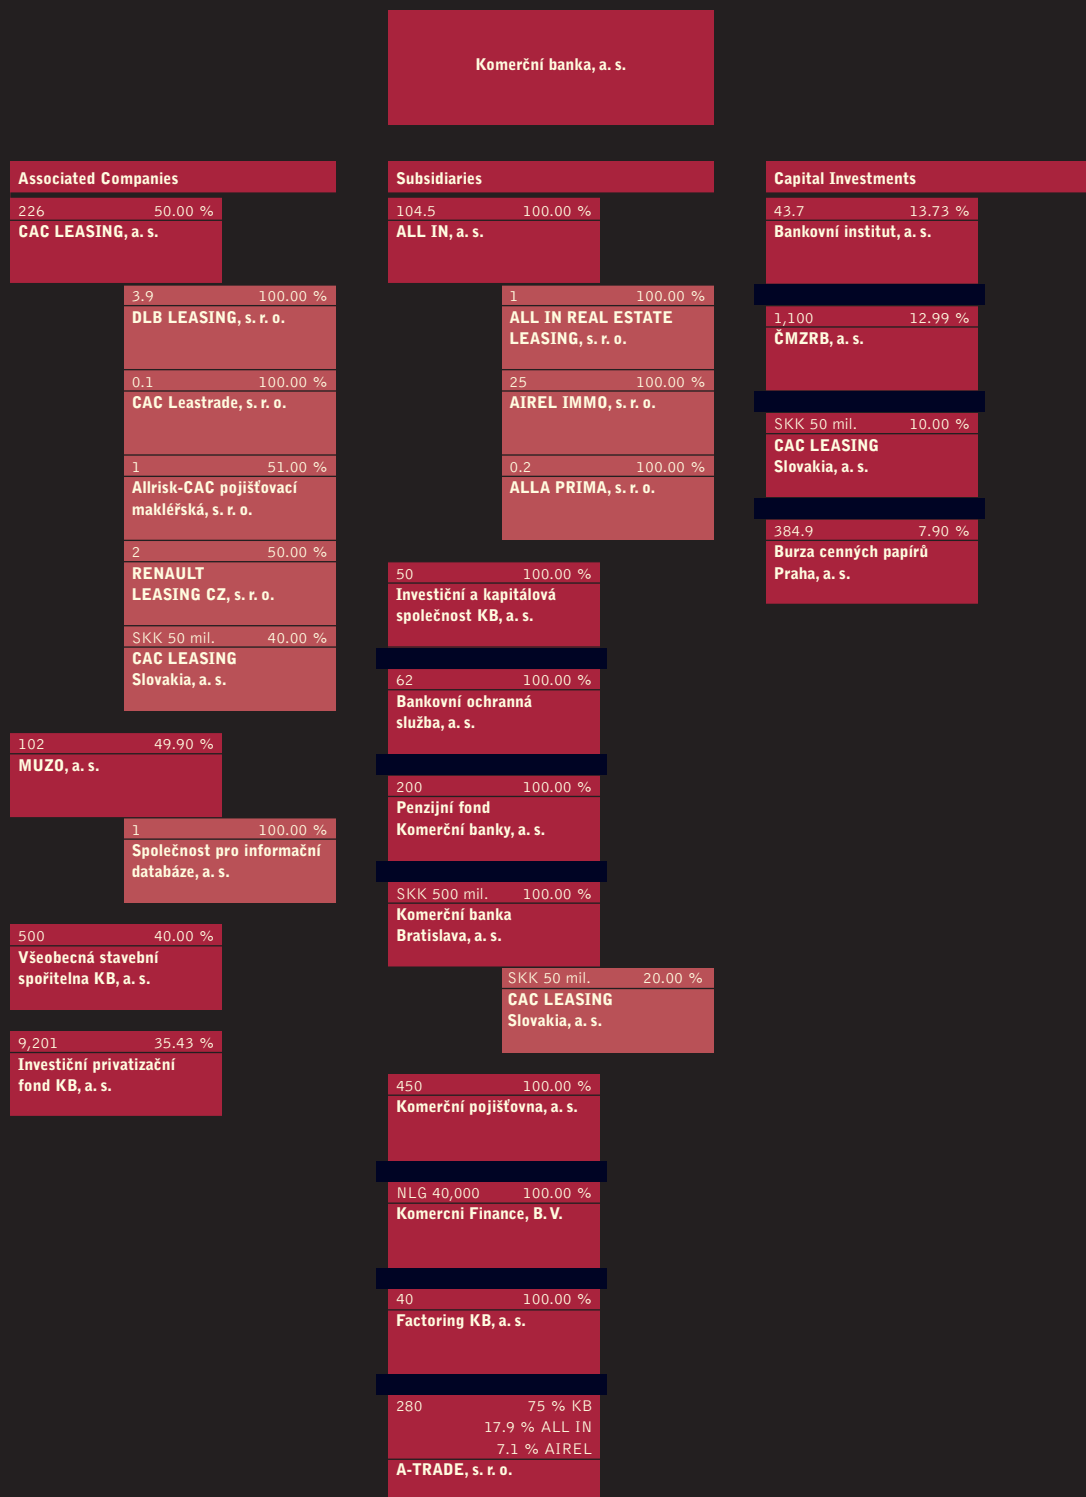 Komerční banka, a. s.
Associated Companies
226 50.00 %
CAC LEASING, a. s.
3.9 100.00 %
DLB LEASING, s. r. o.
0.1 100.00 %
CAC Leastrade, s. r. o.
1 51.00 %
Allrisk-CAC pojišťovací
makléřská, s. r. o.
2 50.00 %
RENAULT
LEASING CZ, s. r. o.
SKK 50 mil. 40.00 %
CAC LEASING
Slovakia, a. s.
102 49.90 %
MUZO, a. s.
1 100.00 %
Společnost pro informační
databáze, a. s.
500 40.00 %
Všeobecná stavební
spořitelna KB, a. s.
9,201 35.43 %
Investiční privatizační
fond KB, a. s.
Subsidiaries
104.5 100.00 %
ALL IN, a. s.
1 100.00 %
ALL IN REAL ESTATE
LEASING, s. r. o.
25 100.00 %
AIREL IMMO, s. r. o.
0.2 100.00 %
ALLA PRIMA, s. r. o.
50 100.00 %
Investiční a kapitálová
společnost KB, a. s.
62 100.00 %
Bankovní ochranná
služba, a. s.
200 100.00 %
Penzijní fond
Komerční banky, a. s.
SKK 500 mil. 100.00 %
Komerční banka
Bratislava, a. s.
SKK 50 mil. 20.00 %
CAC LEASING
Slovakia, a. s.
450 100.00 %
Komerční pojišťovna, a. s.
NLG 40,000 100.00 %
Komercni Finance, B. V.
40 100.00 %
Factoring KB, a. s.
280 75 % KB
17.9 % ALL IN
7.1 % AIREL
A-TRADE, s. r. o.
Capital Investments
43.7 13.73 %
Bankovní institut, a. s.
1,100 12.99 %
ČMZRB, a. s.
SKK 50 mil. 10.00 %
CAC LEASING
Slovakia, a. s.
384.9 7.90 %
Burza cenných papírů
Praha, a. s.